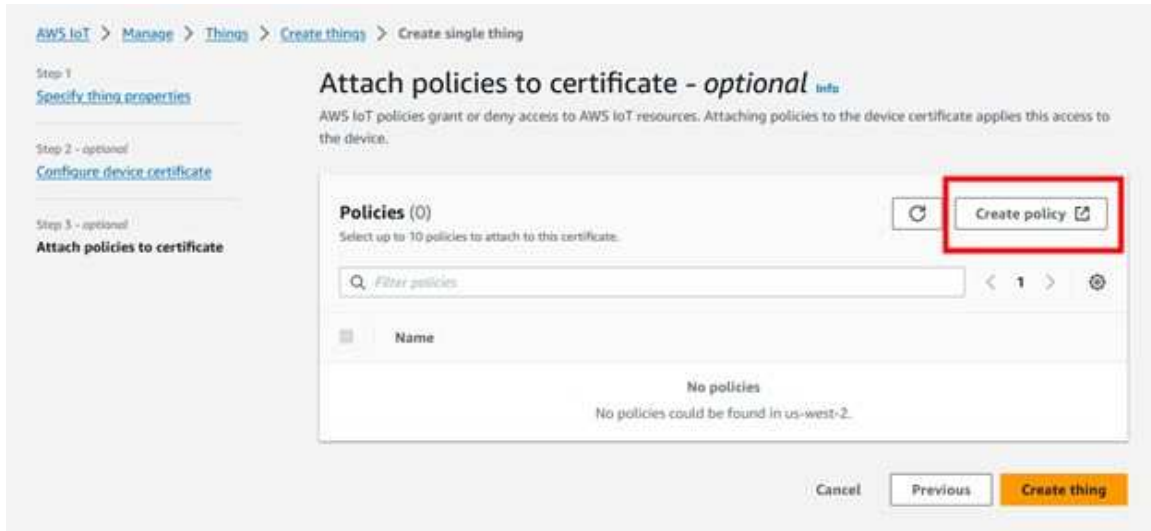 AWS IoT > Manage > Things > Create things > Create single thing
Step 1
Specify thing properties
Step 2 - optional
Configure device certificate
Step 3 - optional
Attach policies to certificate
Attach policies to certificate - optional Info
AWS IoT policies grant or deny access to AWS IoT resources. Attaching policies to the device certificate applies this access to
the device.
Policies (0)
Create policy
Select up to 10 policies to attach to this certificate.
Filter policies
< 1 >
Name
No policies
No policies could be found in us-west-2.
Cancel
Previous
Create thing